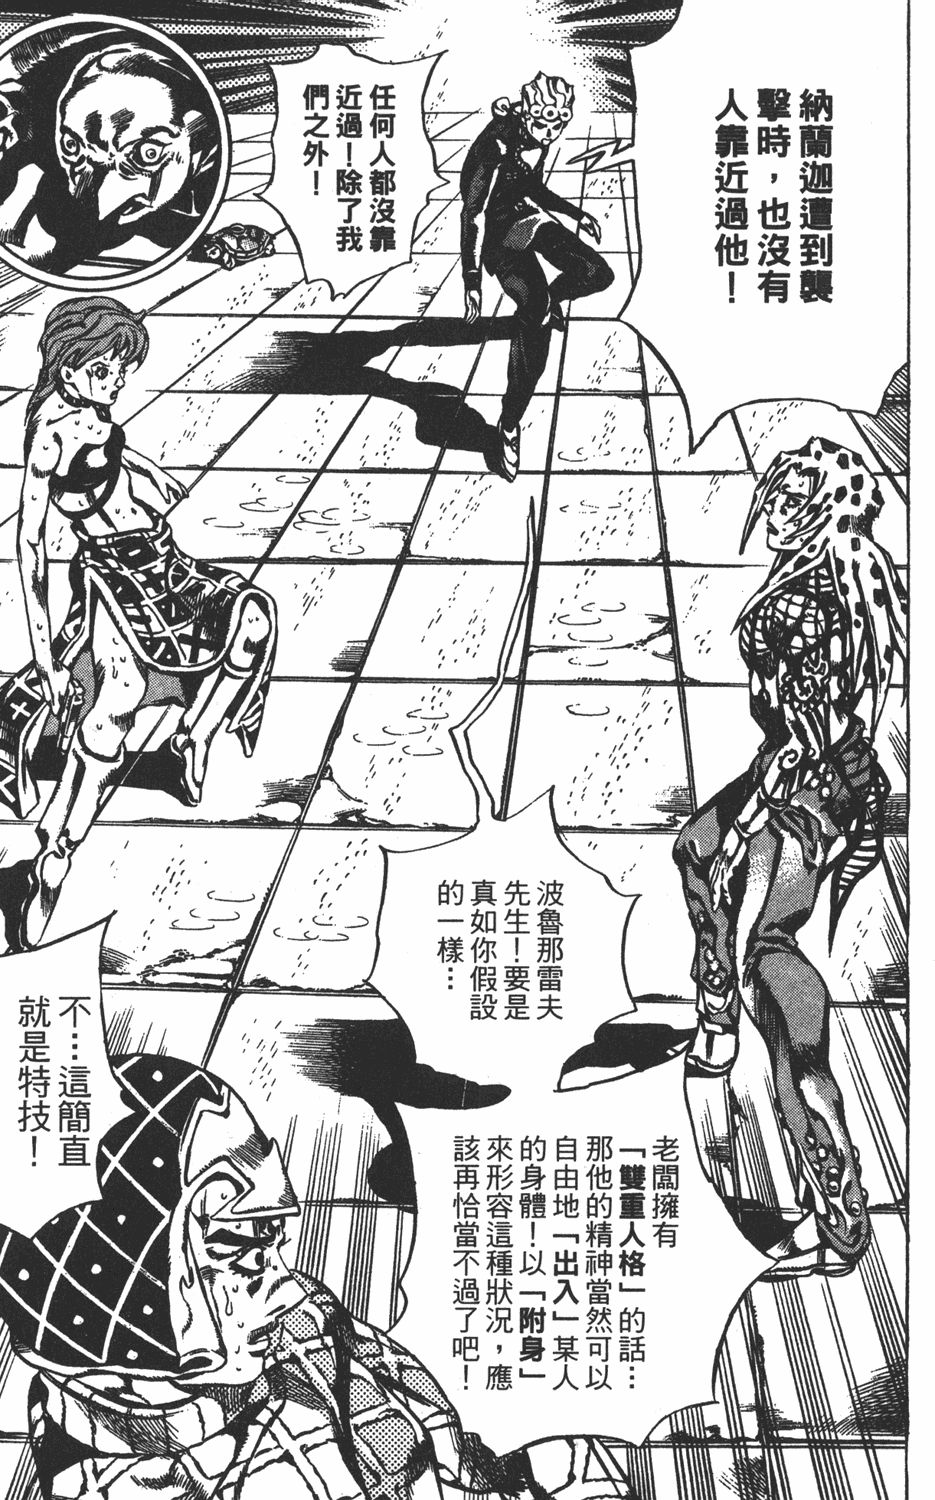 納蘭迦遭到襲
擊時，也沒有
人靠近過他！
任何人都沒靠
近過！除了我
們之外！
波魯那雷夫
先生！要是
真如你假設
的一樣…
老闆擁有
「雙重人格」的話…
那他的精神當然可以
自由地「出入」某人
的身體！以「附身」
來形容這種狀況，應
該再恰當不過了吧！
不…這簡直
就是特技！